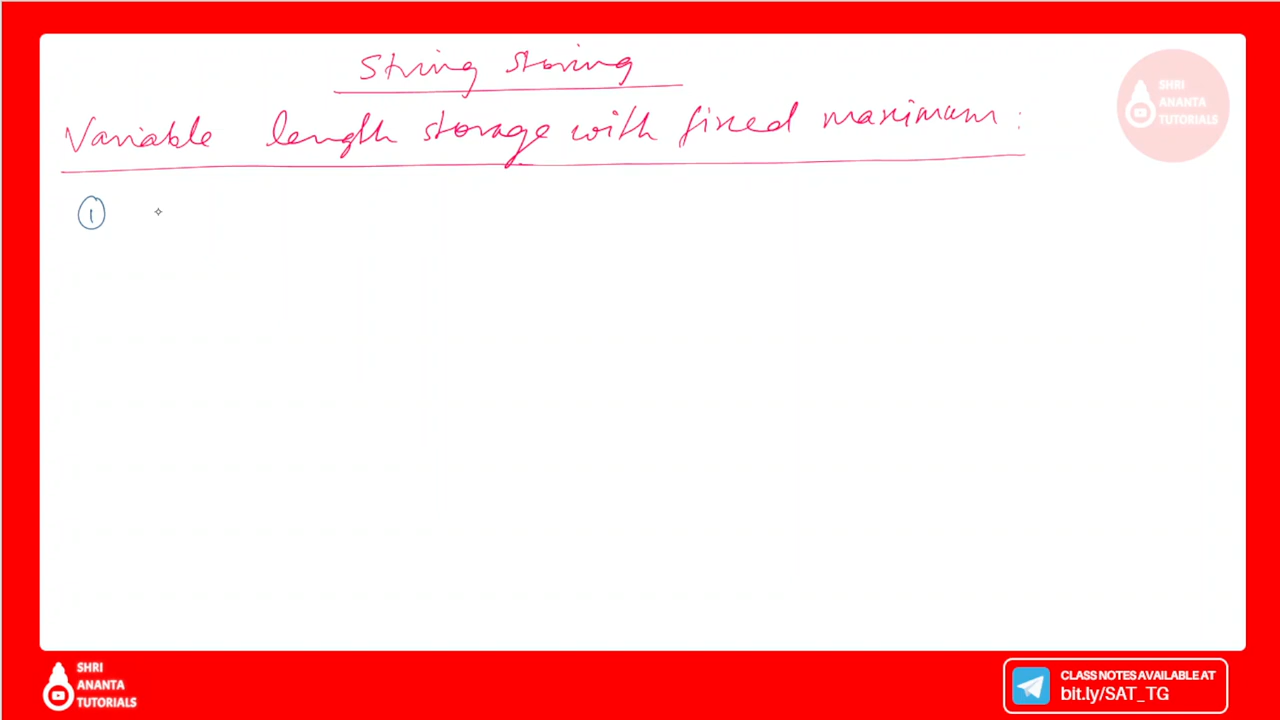 String storing
Variable length storage with fixed maximum :
①
SHRI
ANANTA
TUTORIALS
SHRI
ANANTA
TUTORIALS
CLASS NOTES AVAILABLE AT
bit.ly/SAT_TG